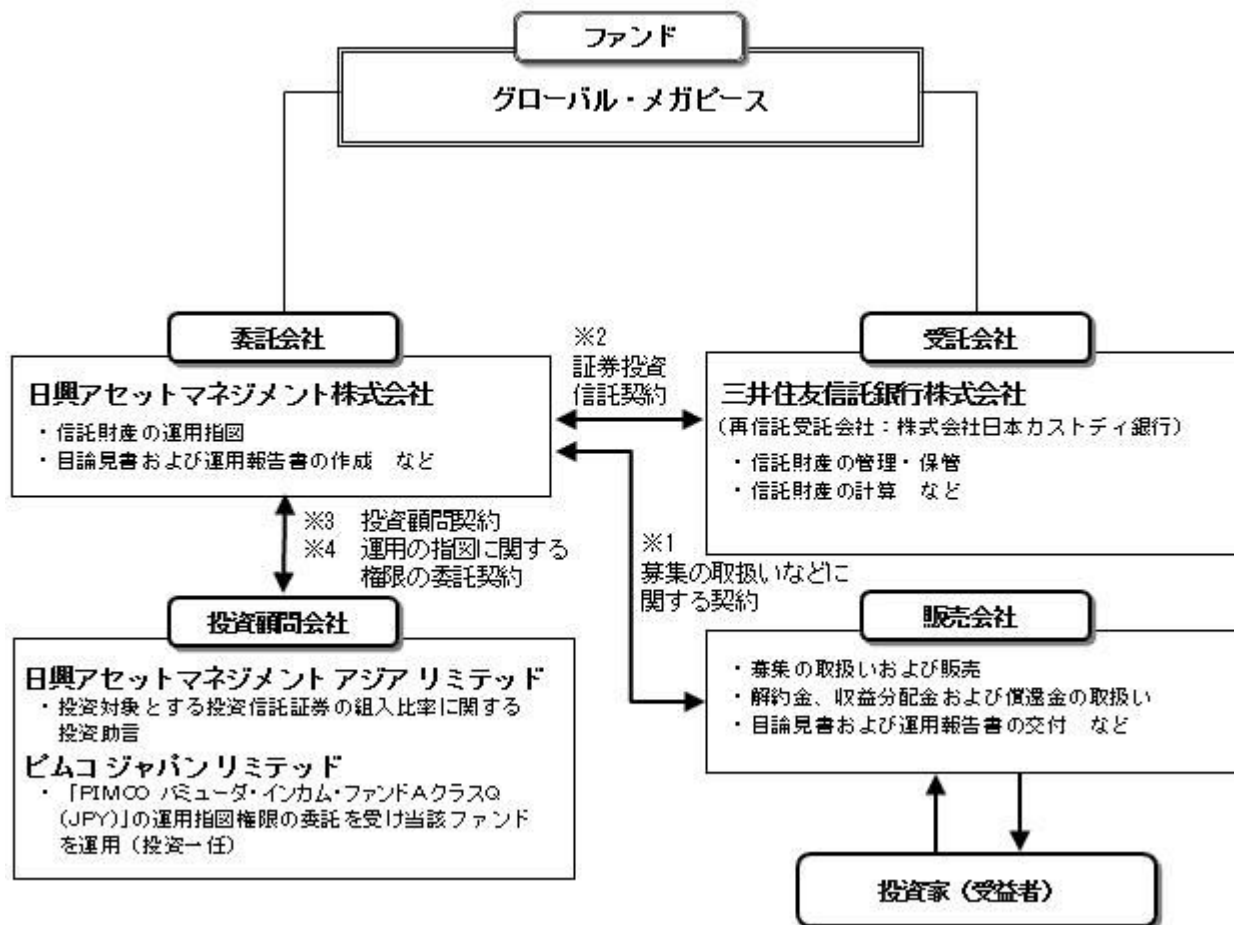 ファンド
グローバル・メガピース
委託会社
日興アセットマネジメント株式会社
・信託財産の運用指図
・目論見書および運用報告書の作成 など
※2
証券投資
信託契約
受託会社
三井住友信託銀行株式会社
(再信託受託会社：株式会社日本カストディ銀行)
・信託財産の管理・保管
・信託財産の計算 など
※3 投資顧問契約
※4 運用の指図に関する
権限の委託契約
※1
募集の取扱いなどに
関する契約
投資顧問会社
日興アセットマネジメント アジア リミテッド
・投資対象とする投資信託証券の組入比率に関する
投資助言
ピムコ ジャパン リミテッド
・「PIMCO バミューダ・インカム・ファンドAクラスQ
(JPY)」の運用指図権限の委託を受け当該ファンド
を運用（投資一任）
販売会社
・募集の取扱いおよび販売
・解約金、収益分配金および償還金の取扱い
・目論見書および運用報告書の交付 など
投資家（受益者）